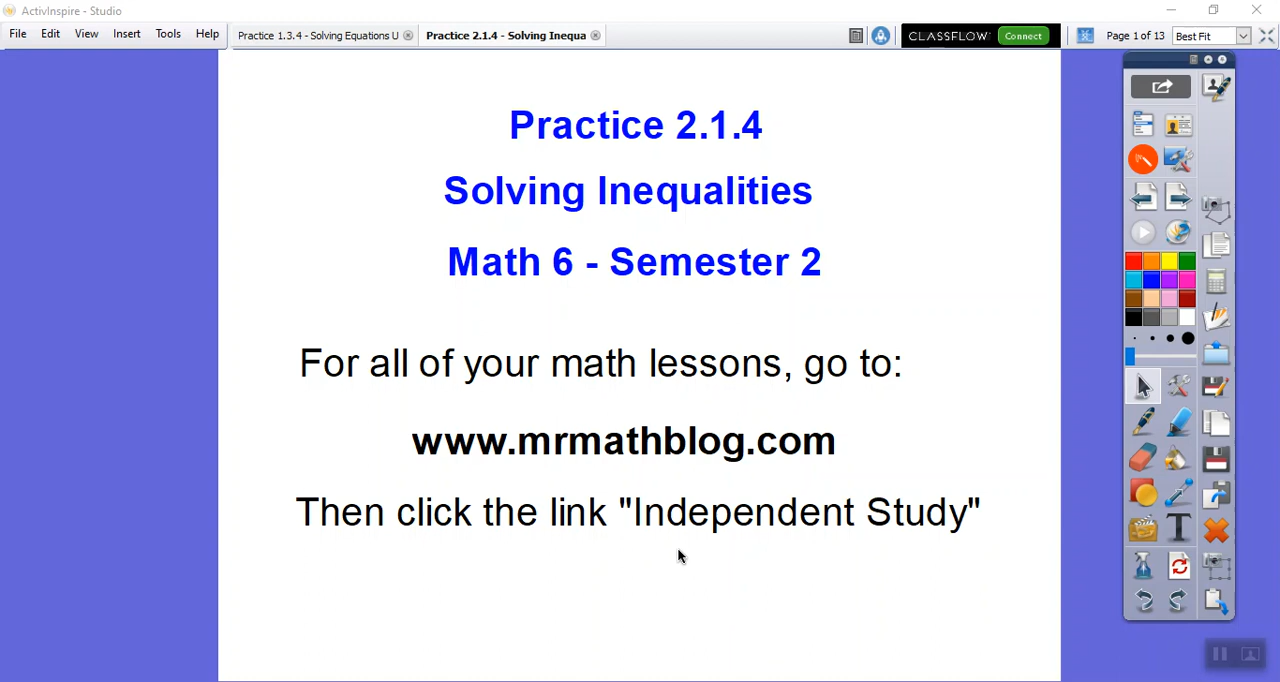 ActivInspire - Studio
File Edit View Insert Tools Help
Practice 1.3.4 - Solving Equations U
Practice 2.1.4 - Solving Inequa
CLASSFLOW Connect
Page 1 of 13
Best Fit
Practice 2.1.4
Solving Inequalities
Math 6 - Semester 2
For all of your math lessons, go to:
www.mrmathblog.com
Then click the link "Independent Study"